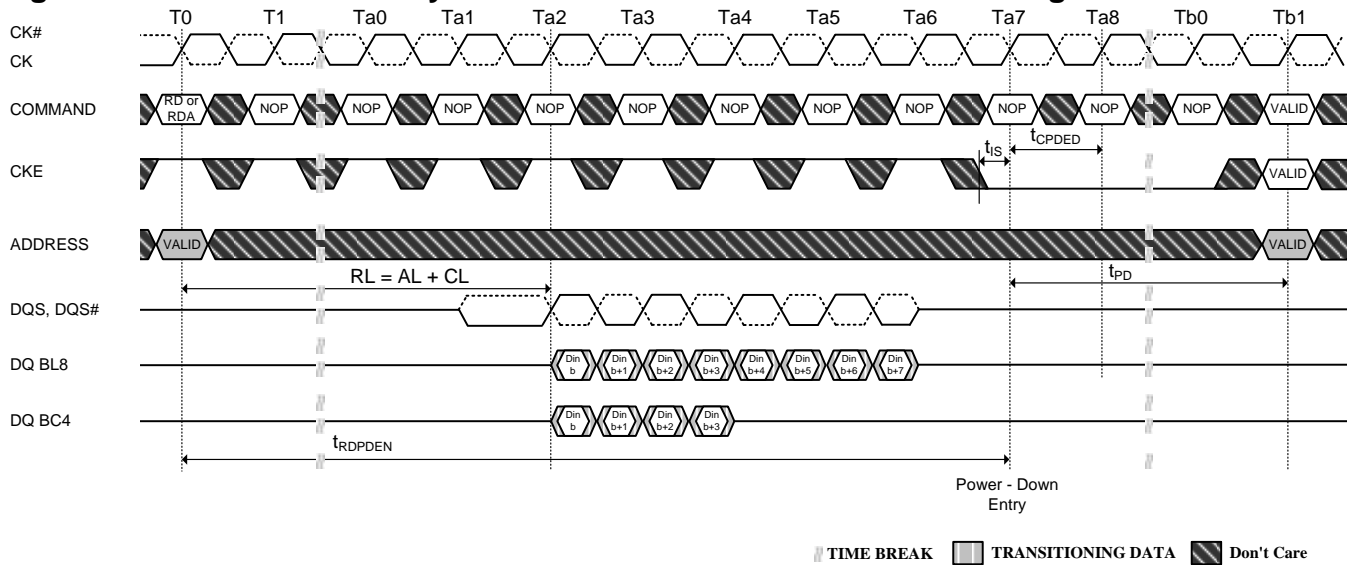 T0 T1 Ta0 Ta1 Ta2 Ta3 Ta4 Ta5 Ta6 Ta7 Ta8 Tb0 Tb1
CK#
CK
COMMAND
RD or
RDA
NOP NOP NOP NOP NOP NOP NOP NOP NOP NOP NOP VALID
tIS
tCPDED
CKE
VALID
ADDRESS
VALID
VALID
RL = AL + CL
tPD
DQS, DQS#
DQ BL8
Din
b
Din
b+1
Din
b+2
Din
b+3
Din
b+4
Din
b+5
Din
b+6
Din
b+7
DQ BC4
Din
b
Din
b+1
Din
b+2
Din
b+3
tRDPDEN
Power - Down
Entry
TIME BREAK
TRANSITIONING DATA
Don't Care